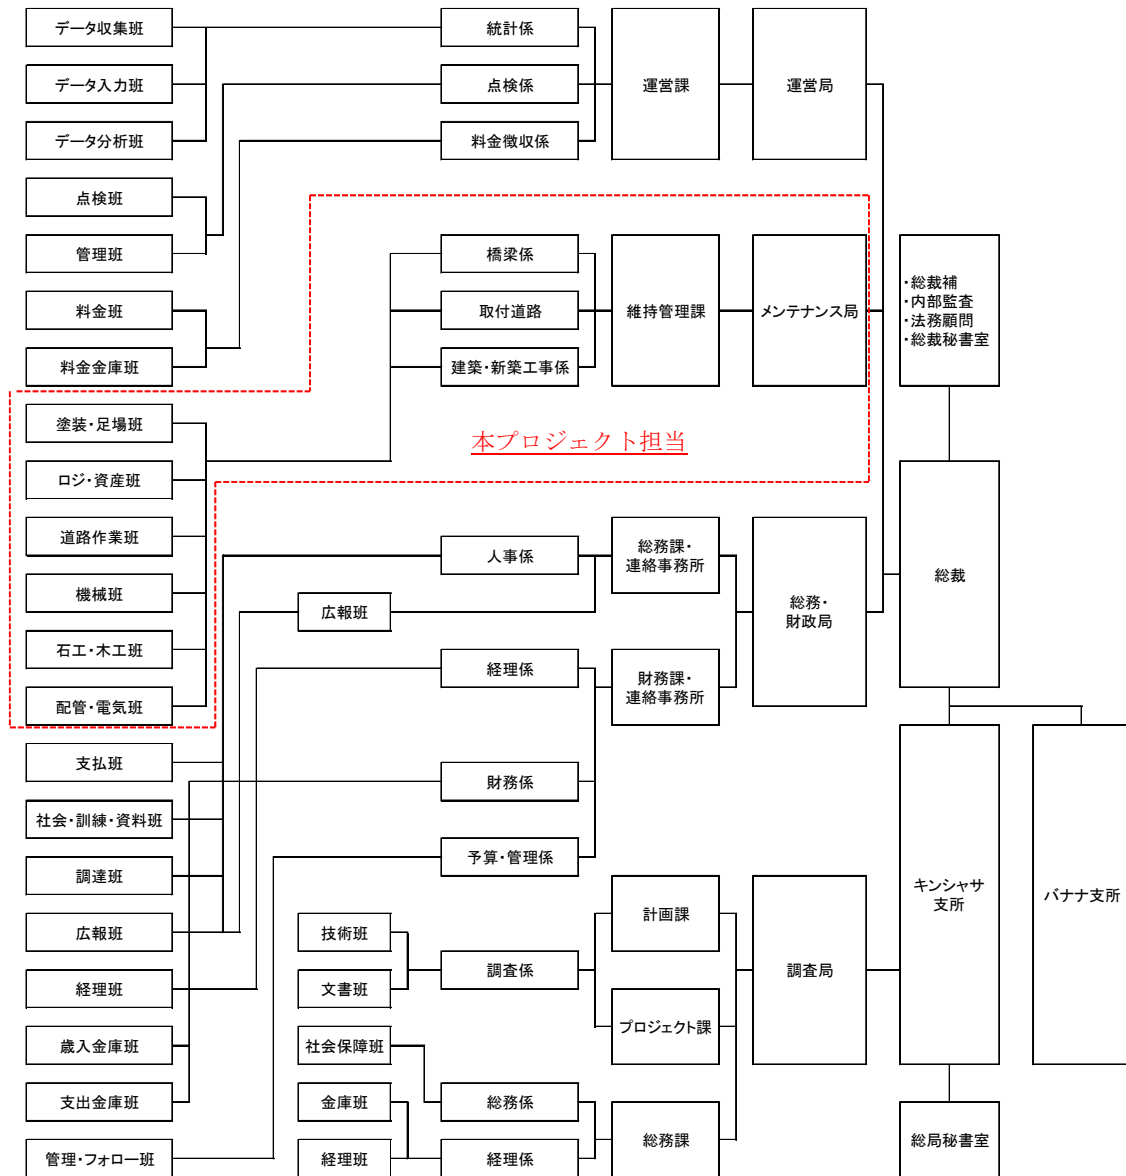 データ収集班
統計係
データ入力班
点検係
運営課
運営局
データ分析班
料金徴収係
点検班
管理班
橋梁係
料金班
取付道路
維持管理課
メンテナンス局
・総裁補
・内部監査
・法務顧問
・総裁秘書室
料金金庫班
建築・新築工事係
塗装・足場班
本プロジェクト担当
ロジ・資産班
道路作業班
人事係
総務課・
連絡事務所
総裁
機械班
広報班
総務・
財政局
石工・木工班
経理係
財務課・
連絡事務所
配管・電気班
支払班
財務係
社会・訓練・資料班
予算・管理係
調達班
キンシャサ
支所
バナナ支所
広報班
技術班
計画課
調査係
調査局
経理班
文書班
プロジェクト課
歳入金庫班
社会保障班
支出金庫班
金庫班
総務係
総務課
総局秘書室
管理・フォロー班
経理班
経理係